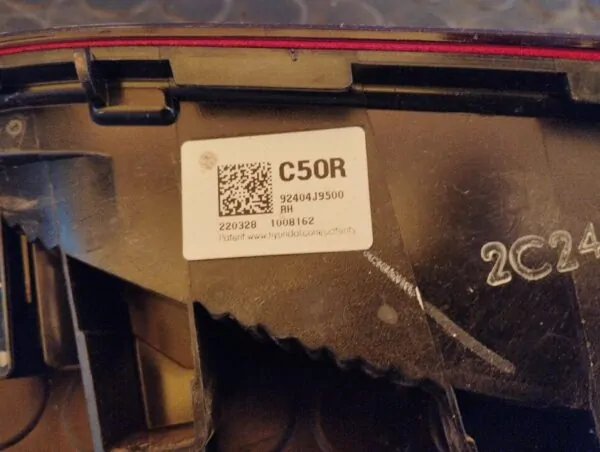 C50R
92404J9500
RH
220328 1008162
Patent www.hyundai.com/patents
2C24